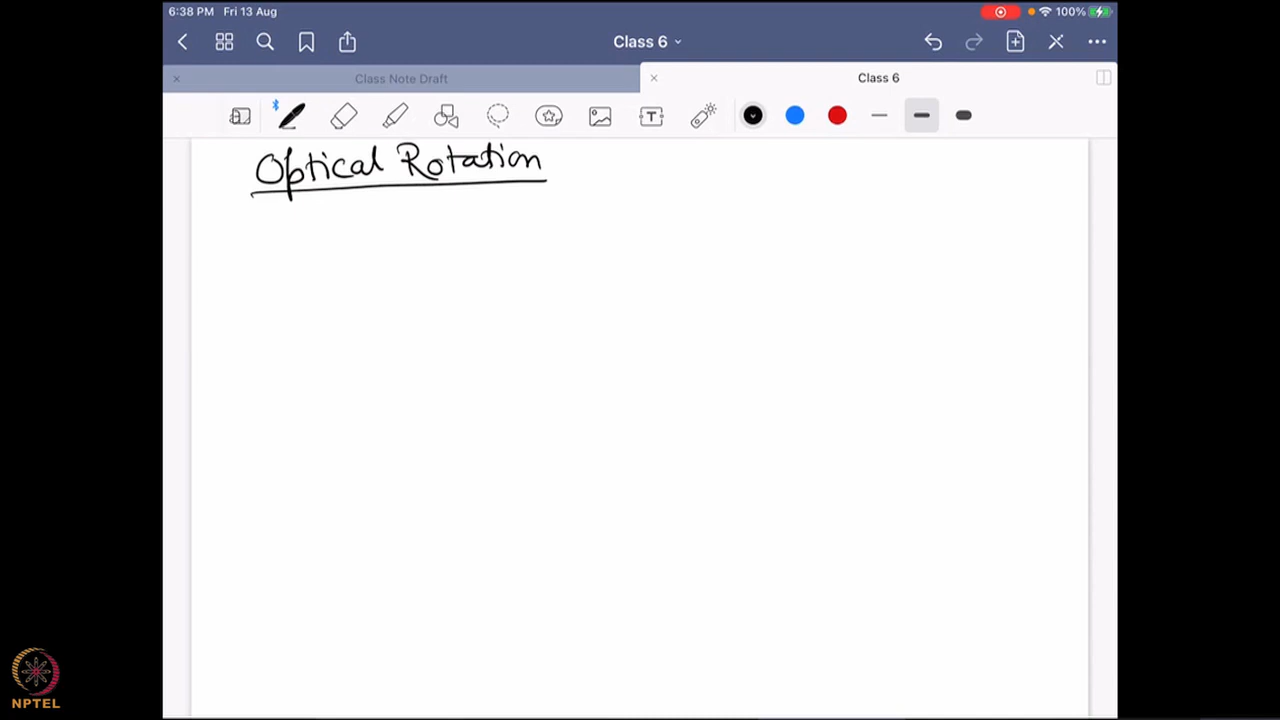 6:38 PM Fri 13 Aug
100%
Class 6
Class Note Draft
Class 6
T
Optical Rotation
NPTEL